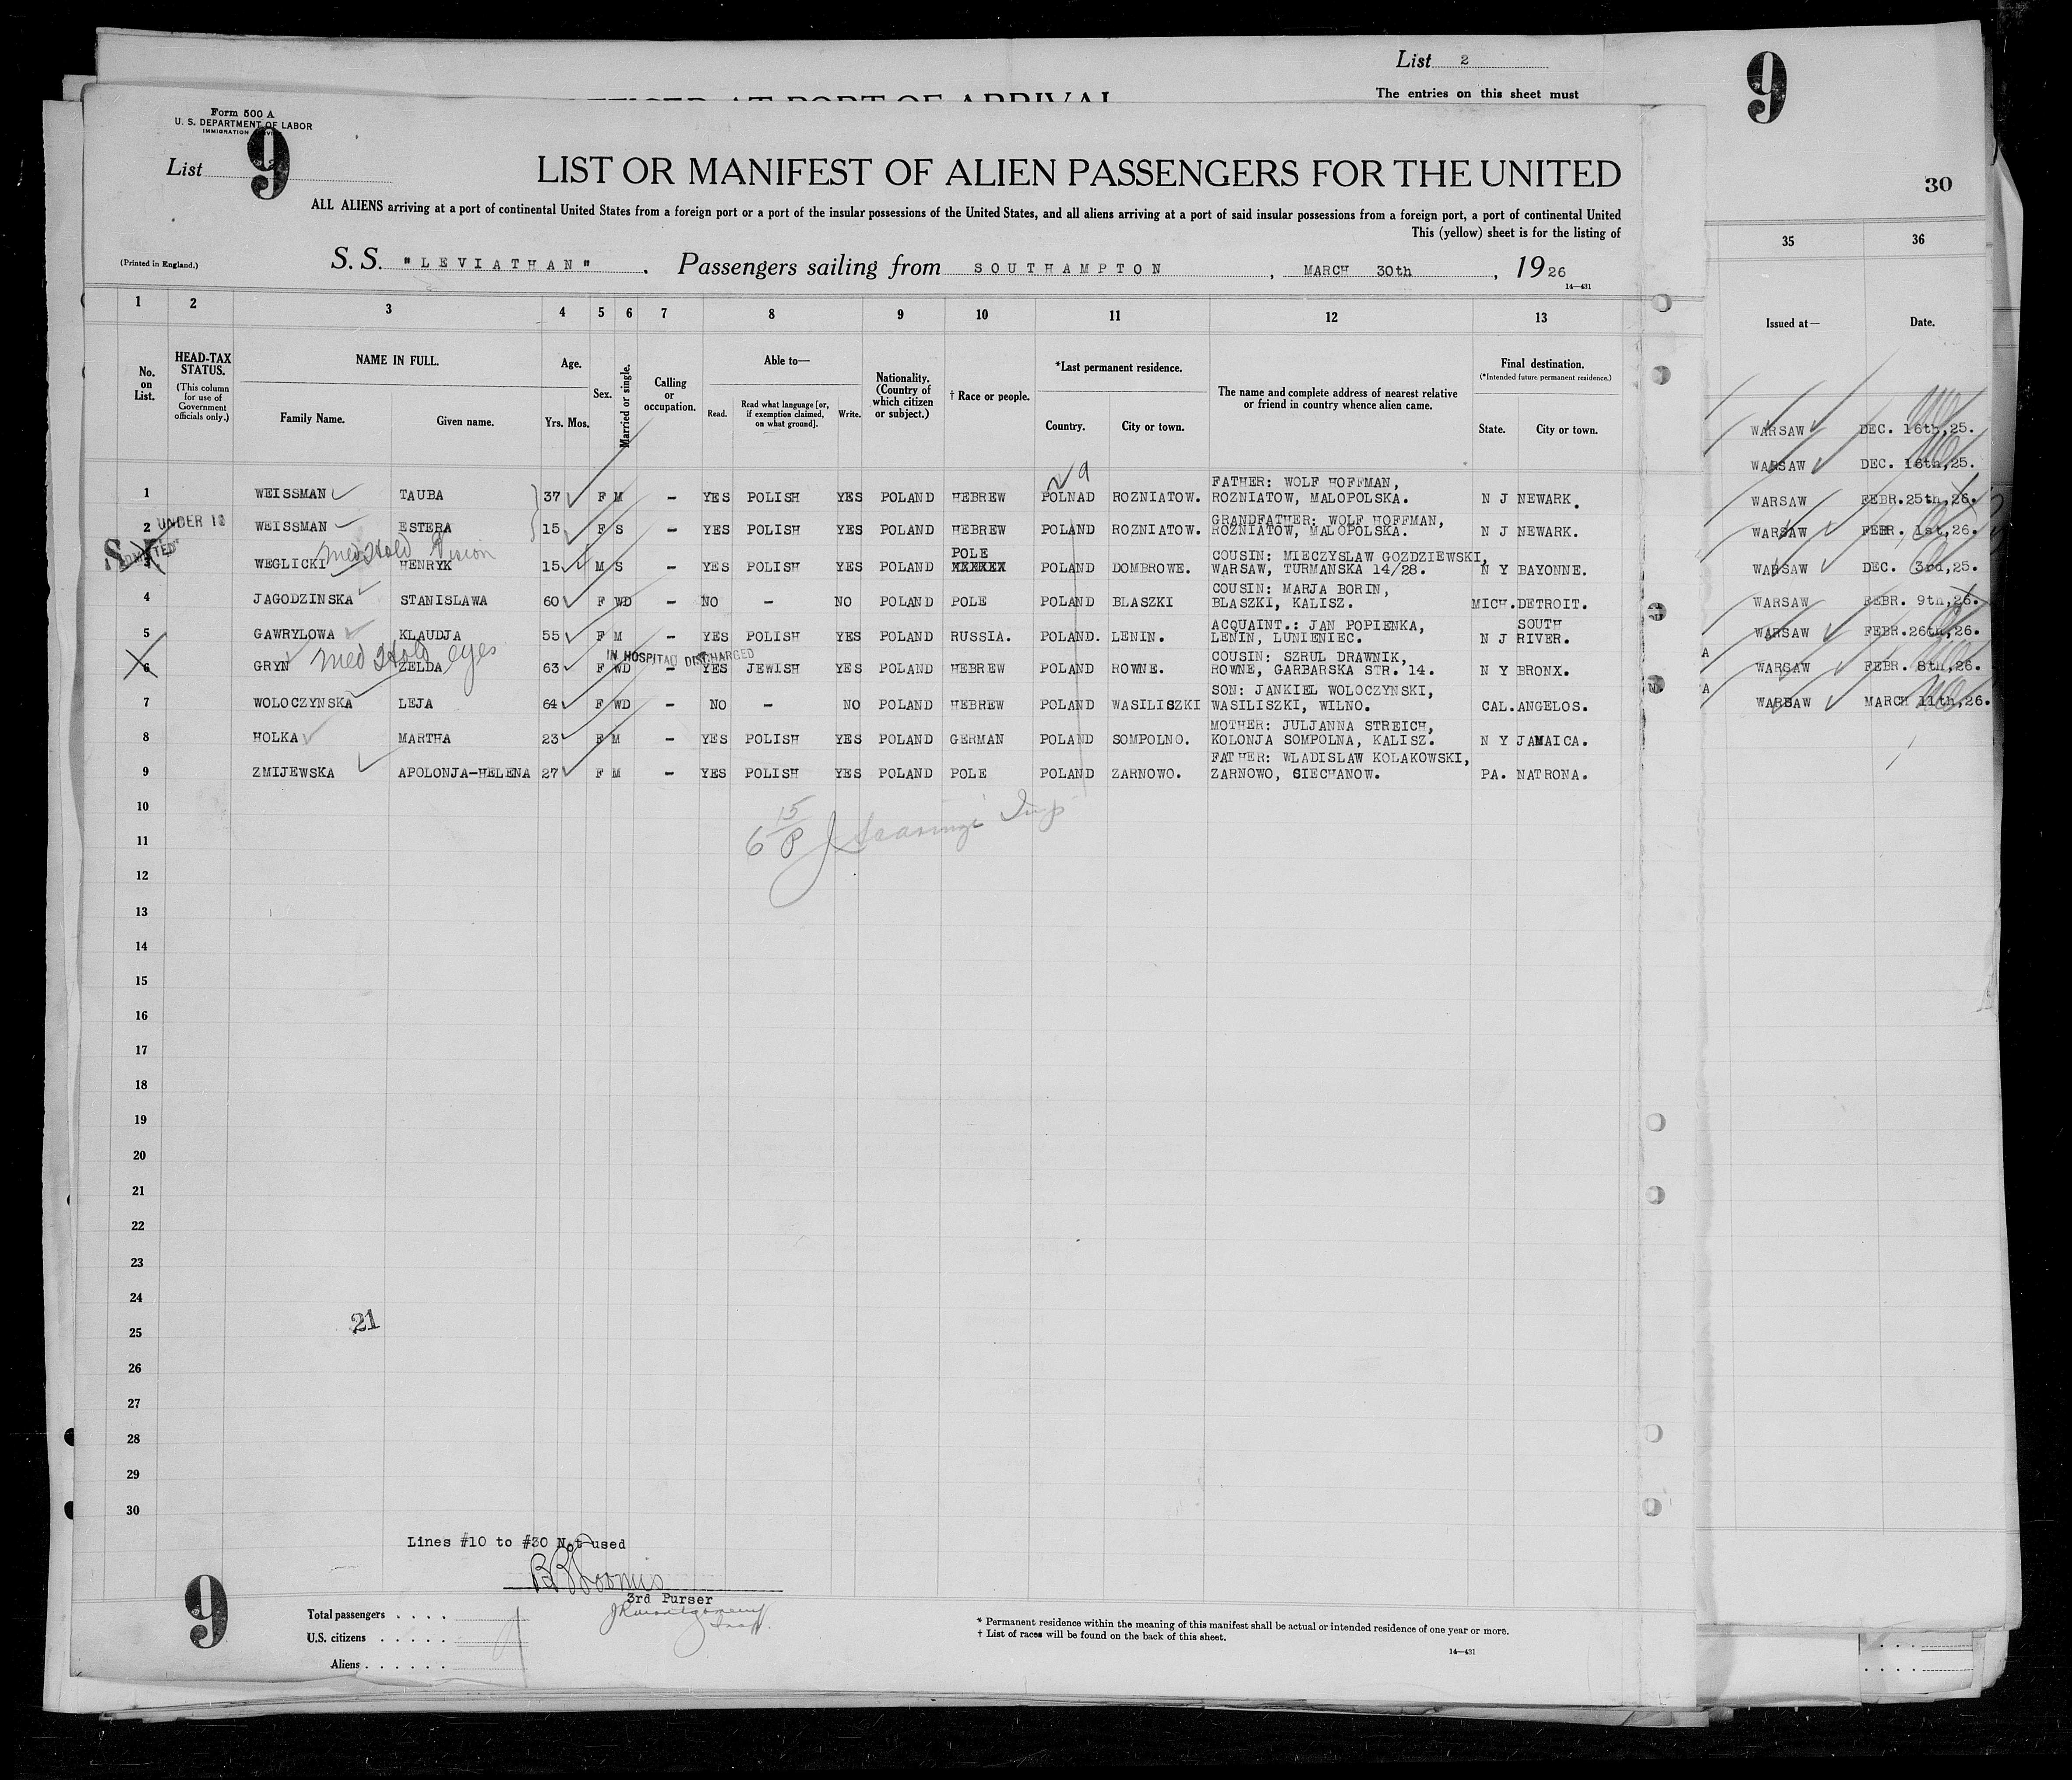 List 2
The entries on this sheet must
9
30
Form 500 A
U. S. DEPARTMENT OF LABOR
IMMIGRATION
List
9
LIST OR MANIFEST OF ALIEN PASSENGERS FOR THE UNITED
ALL ALIENS arriving at a port of continental United States from a foreign port or a port of the insular possessions of the United States, and all aliens arriving at a port of said insular possessions from a foreign port, a port of continental United
This (yellow) sheet is for the listing of
(Printed in England.)
S. S. "LEVIATHAN" . Passengers sailing from SOUTHAMPTON , MARCH 30th , 1926
14—431
1 2 3 4 5 6 7 8 9 10 11 12 13
No. on List.
HEAD-TAX STATUS.
(This column for use of Government officials only.)
NAME IN FULL.
Family Name. Given name.
Age.
Yrs. Mos.
Sex.
Married or single.
Calling or occupation.
Able to—
Read. Read what language [or, if exemption claimed, on what ground]. Write.
Nationality. (Country of which citizen or subject.)
† Race or people.
*Last permanent residence.
Country. City or town.
The name and complete address of nearest relative or friend in country whence alien came.
Final destination.
(*Intended future permanent residence.)
State. City or town.
35 36
Issued at— Date.
FATHER: WOLF HOFFMAN,
1 WEISSMAN TAUBA 37 F M - YES POLISH YES POLAND HEBREW POLNAD ROZNIATOW. ROZNIATOW, MALOPOLSKA. N J NEWARK.
UNDER 16
GRANDFATHER: WOLF HOFFMAN,
2 WEISSMAN ESTERA 15 F S - YES POLISH YES POLAND HEBREW POLAND ROZNIATOW. ROZNIATOW, MALOPOLSKA. N J NEWARK.
Med Hold Vision
POLE COUSIN: MIECZYSLAW GOZDZIEWSKI,
3 WEGLICKI HENRYK 15 M S - YES POLISH YES POLAND POLAND DOMBROWE. WARSAW, TURMANSKA 14/28. N Y BAYONNE.
COUSIN: MARJA BORIN,
4 JAGODZINSKA STANISLAWA 60 F WD - NO - NO POLAND POLE POLAND BLASZKI BLASZKI, KALISZ. MICH. DETROIT.
ACQUAINT.: JAN POPIENKA, SOUTH
5 GAWRYLOWA KLAUDJA 55 F M - YES POLISH YES POLAND RUSSIA. POLAND. LENIN. LENIN, LUNIENIEC. N J RIVER.
Med Hold eyes IN HOSPITAL DISCHARGED
COUSIN: SZRUL DRAWNIK,
6 GRYN ZELDA 63 F WD - YES JEWISH YES POLAND HEBREW POLAND ROWNE. ROWNE, GARBARSKA STR. 14. N Y BRONX.
SON: JANKIEL WOLOCZYNSKI,
7 WOLOCZYNSKA LEJA 64 F WD - NO - NO POLAND HEBREW POLAND WASILISZKI WASILISZKI, WILNO. CAL. ANGELOS.
MOTHER: JULJANNA STREICH,
8 HOLKA MARTHA 23 F M - YES POLISH YES POLAND GERMAN POLAND SOMPOLNO. KOLONJA SOMPOLNA, KALISZ. N Y JAMAICA.
FATHER: WLADISLAW KOLAKOWSKI,
9 ZMIJEWSKA APOLONJA-HELENA 27 F M - YES POLISH YES POLAND POLE POLAND ZARNOWO. ZARNOWO, SIECHANOW. PA. NATRONA.
WARSAW DEC. 16th,25.
WARSAW DEC. 16th,25.
WARSAW FEBR.25th,26.
WARSAW FEBR. 1st,26.
WARSAW DEC. 3rd,25.
WARSAW FEBR. 9th,26.
WARSAW FEBR.26th,26.
A WARSAW FEBR. 8th,26.
A WARSAW MARCH 11th,26.
10
11
12
13
14
15
16
17
18
19
20
21
22
23
24
21
25
26
27
28
29
30
Lines #10 to #30 Not used
3rd Purser
9
Total passengers . . . .
U.S. citizens . . . . .
Aliens . . . . . .
* Permanent residence within the meaning of this manifest shall be actual or intended residence of one year or more.
† List of races will be found on the back of this sheet.
14—431